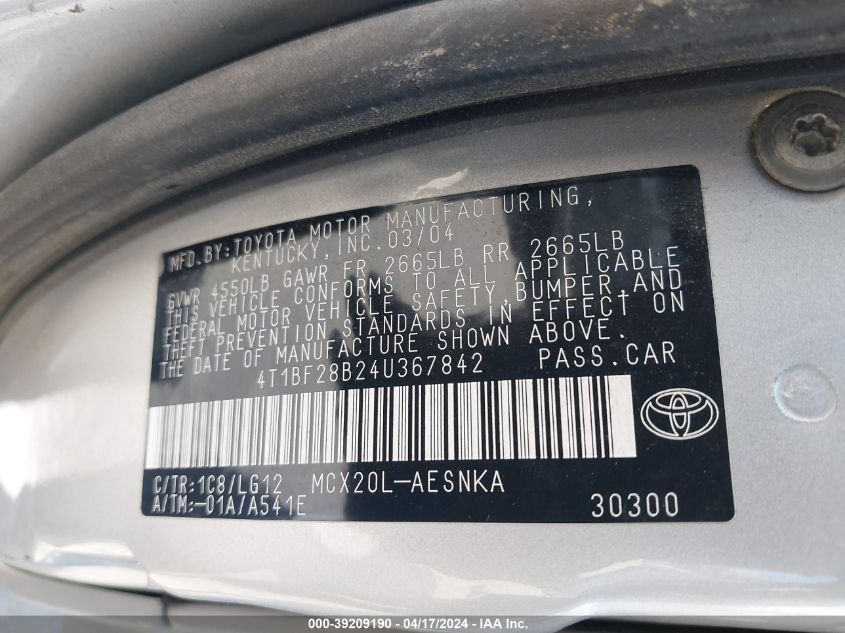 MFD.BY:TOYOTA MOTOR MANUFACTURING,
KENTUCKY, INC.03/04
GVWR 4550LB GAWR FR 2665LB RR 2665LB
THIS VEHICLE CONFORMS TO ALL APPLICABLE
FEDERAL MOTOR VEHICLE SAFETY,BUMPER,AND
THEFT PREVENTION STANDARDS IN EFFECT ON
THE DATE OF MANUFACTURE SHOWN ABOVE.
4T1BF28B24U367842 PASS.CAR
C/TR:1C8/LG12 MCX20L-AESNKA
A/TM:-01A/A541E 30300
000-39209190 - 04/17/2024 - IAA Inc.